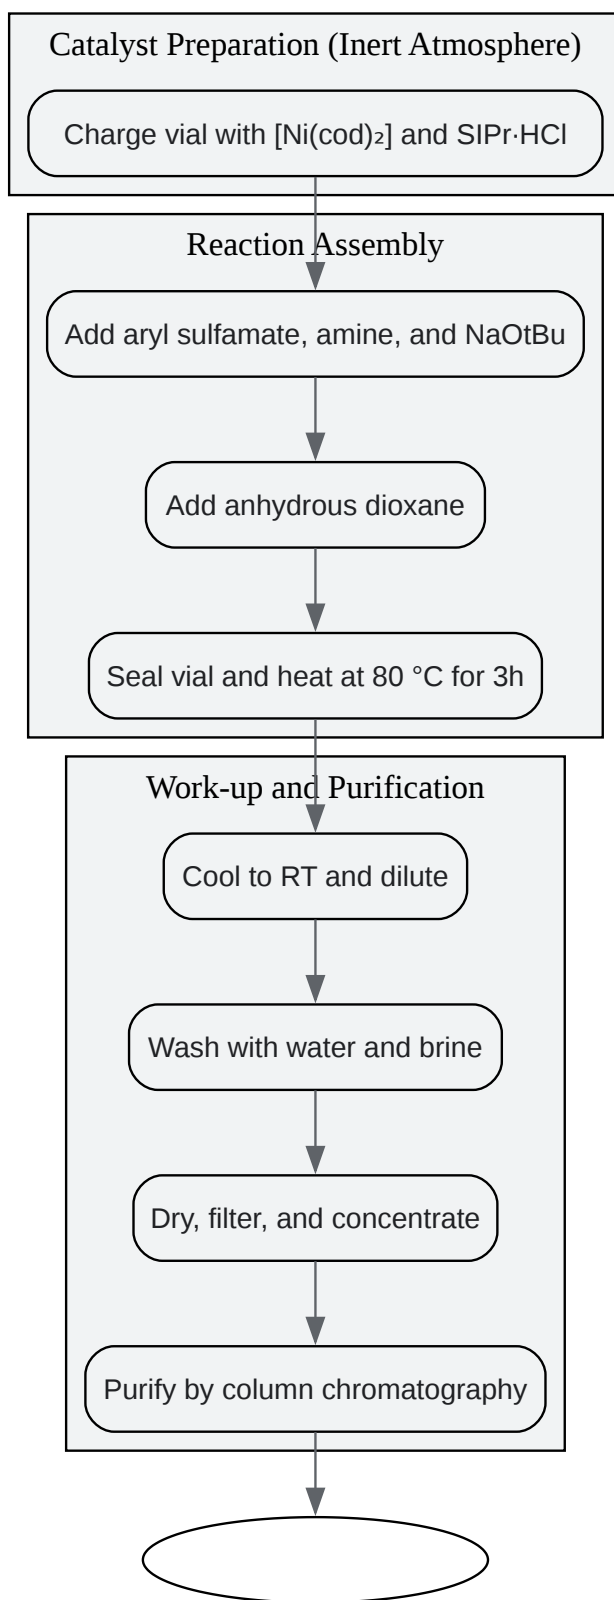 Catalyst Preparation (Inert Atmosphere)
Charge vial with [Ni(cod)₂] and SIPr·HCl
Reaction Assembly
Add aryl sulfamate, amine, and NaOtBu
Add anhydrous dioxane
Seal vial and heat at 80 °C for 3h
Work-up and Purification
Cool to RT and dilute
Wash with water and brine
Dry, filter, and concentrate
Purify by column chromatography